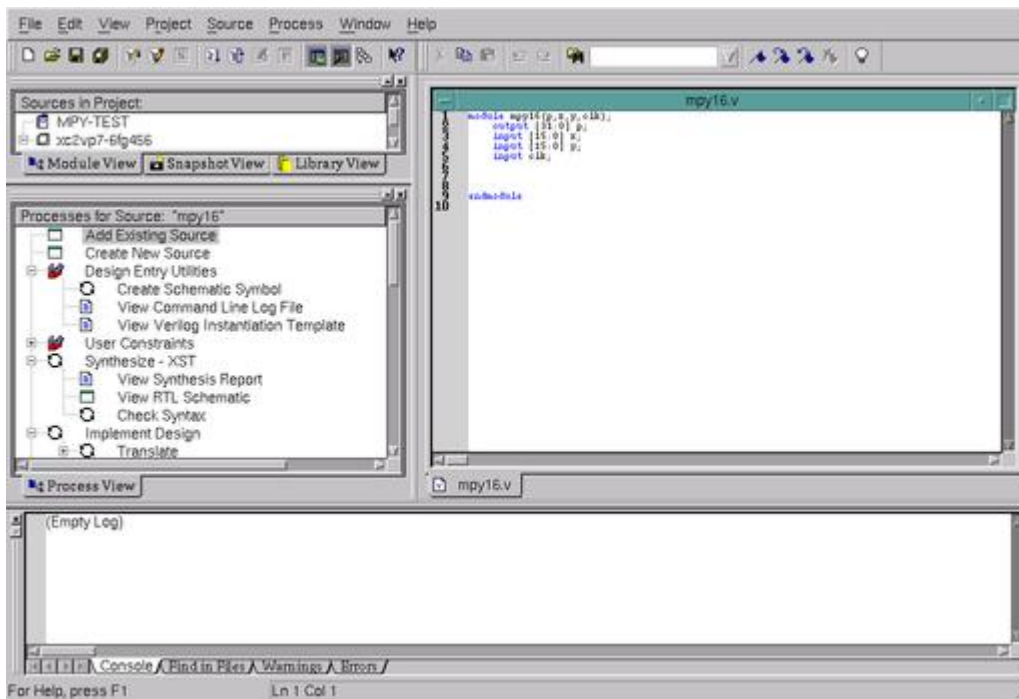 File Edit View Project Source Process Window Help
Sources in Project:
MPY-TEST
xc2vp7-6fg456
Module View Snapshot View Library View
Processes for Source: "mpy16"
Add Existing Source
Create New Source
Design Entry Utilities
Create Schematic Symbol
View Command Line Log File
View Verilog Instantiation Template
User Constraints
Synthesize - XST
View Synthesis Report
View RTL Schematic
Check Syntax
Implement Design
Translate
Process View
mpy16.v
1 module mpy16(p,x,y,clk);
2 output [31:0] p;
3 input [15:0] x;
4 input [15:0] y;
5 input clk;
6
7
8
9 endmodule
10
mpy16.v
(Empty Log)
Console Find in Files Warnings Errors
For Help, press F1 Ln 1 Col 1